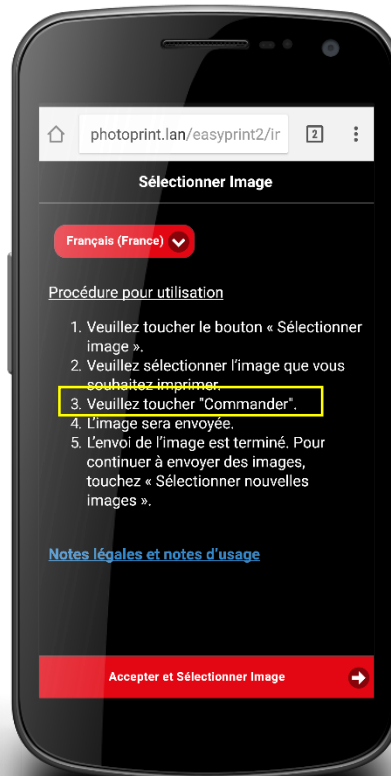 photoprint.lan/easyprint2/ir
2
Sélectionner Image
Français (France)
Procédure pour utilisation
1. Veuillez toucher le bouton « Sélectionner
image ».
2. Veuillez sélectionner l'image que vous
souhaitez imprimer.
3. Veuillez toucher "Commander".
4. L'image sera envoyée.
5. L'envoi de l'image est terminé. Pour
continuer à envoyer des images,
touchez « Sélectionner nouvelles
images ».
Notes légales et notes d'usage
Accepter et Sélectionner Image